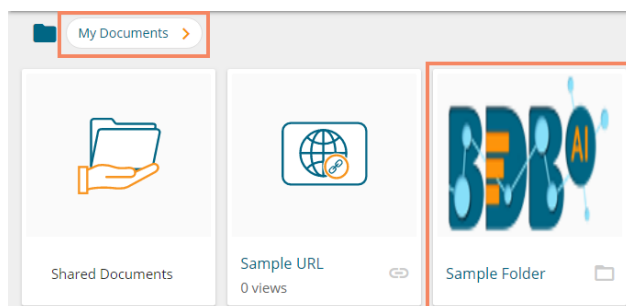 My Documents
BDB
AI
Shared Documents
Sample URL
0 views
Sample Folder